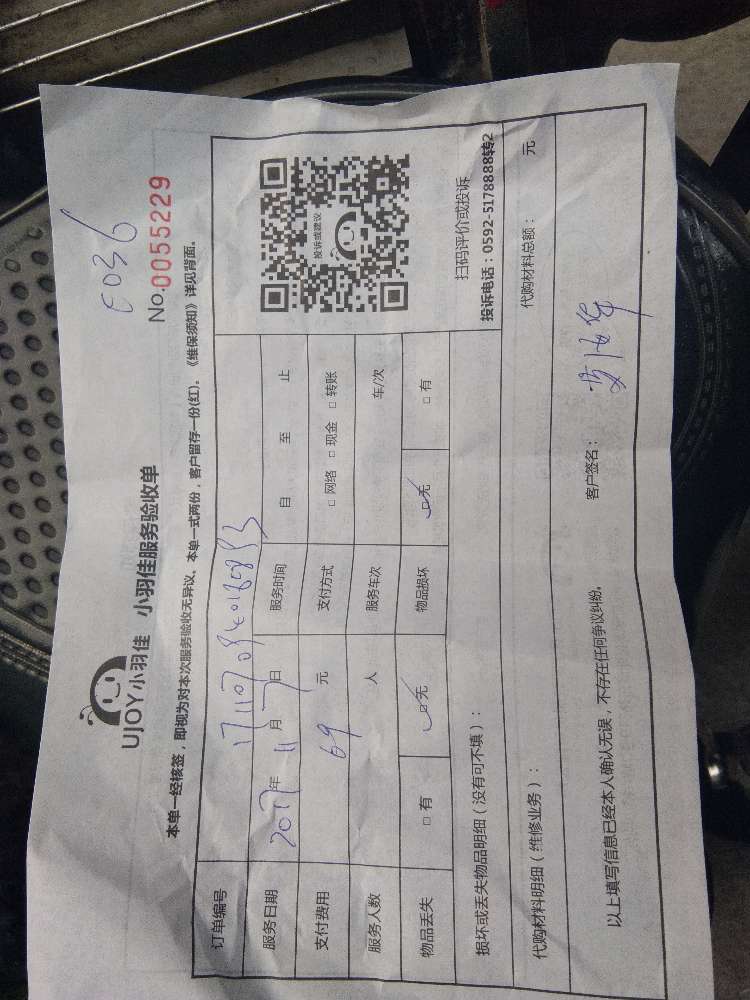 E036
No.0055229
UJOY小羽佳 小羽佳服务验收单
本单一经核签，即视为对本次服务验收无异议、本单一式两份，客户留存一份(红)。《维保须知》详见背面。
订单编号
服务日期 2017年 11月 7日 服务时间 自 至 止
支付费用 69 元 支付方式 □ 网络 □ 现金 □ 转账
服务人数 人 服务车次 车/次
物品丢失 □ 有 □ 无 物品损坏 □ 无 □ 有
投诉或建议
扫码评价或投诉
投诉电话：0592-5178888转2
损坏或丢失物品明细（没有可不填）：
代购材料明细（维修业务）： 代购材料总额： 元
以上填写信息已经本人确认无误，不存在任何争议纠纷。 客户签名：